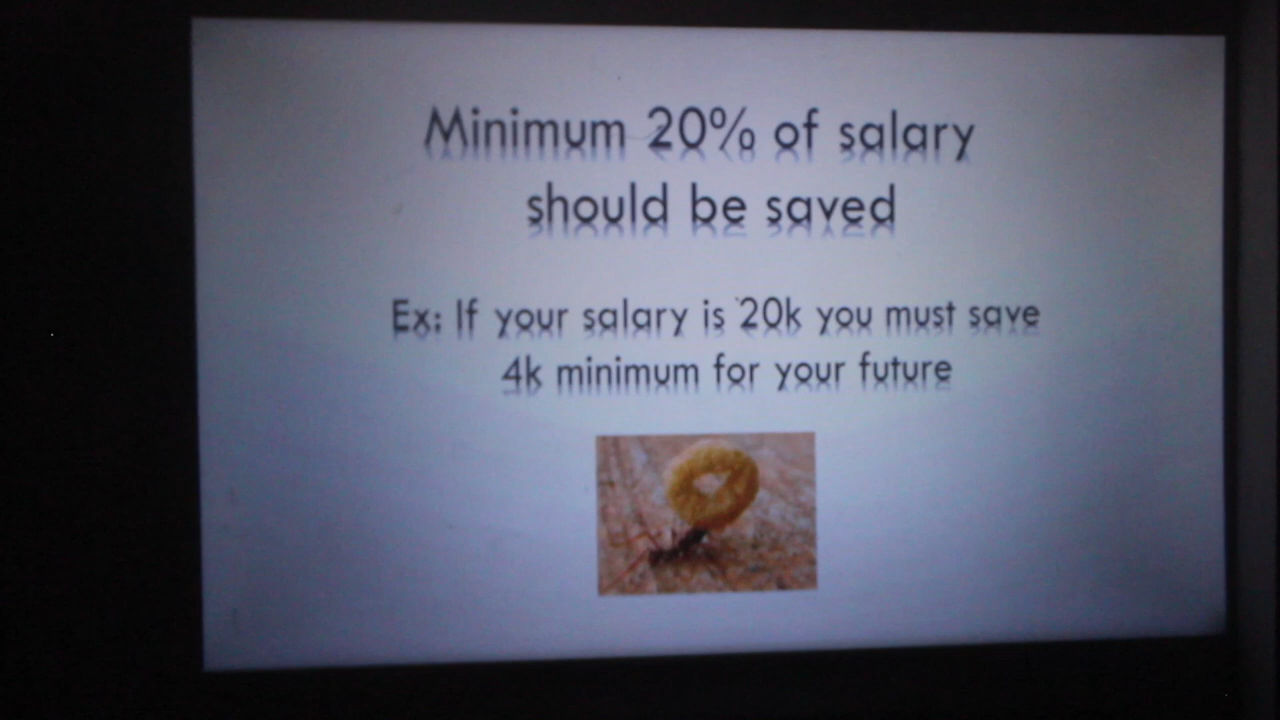 Minimum 20% of salary
should be saved
Ex: If your salary is 20k you must save
4k minimum for your future